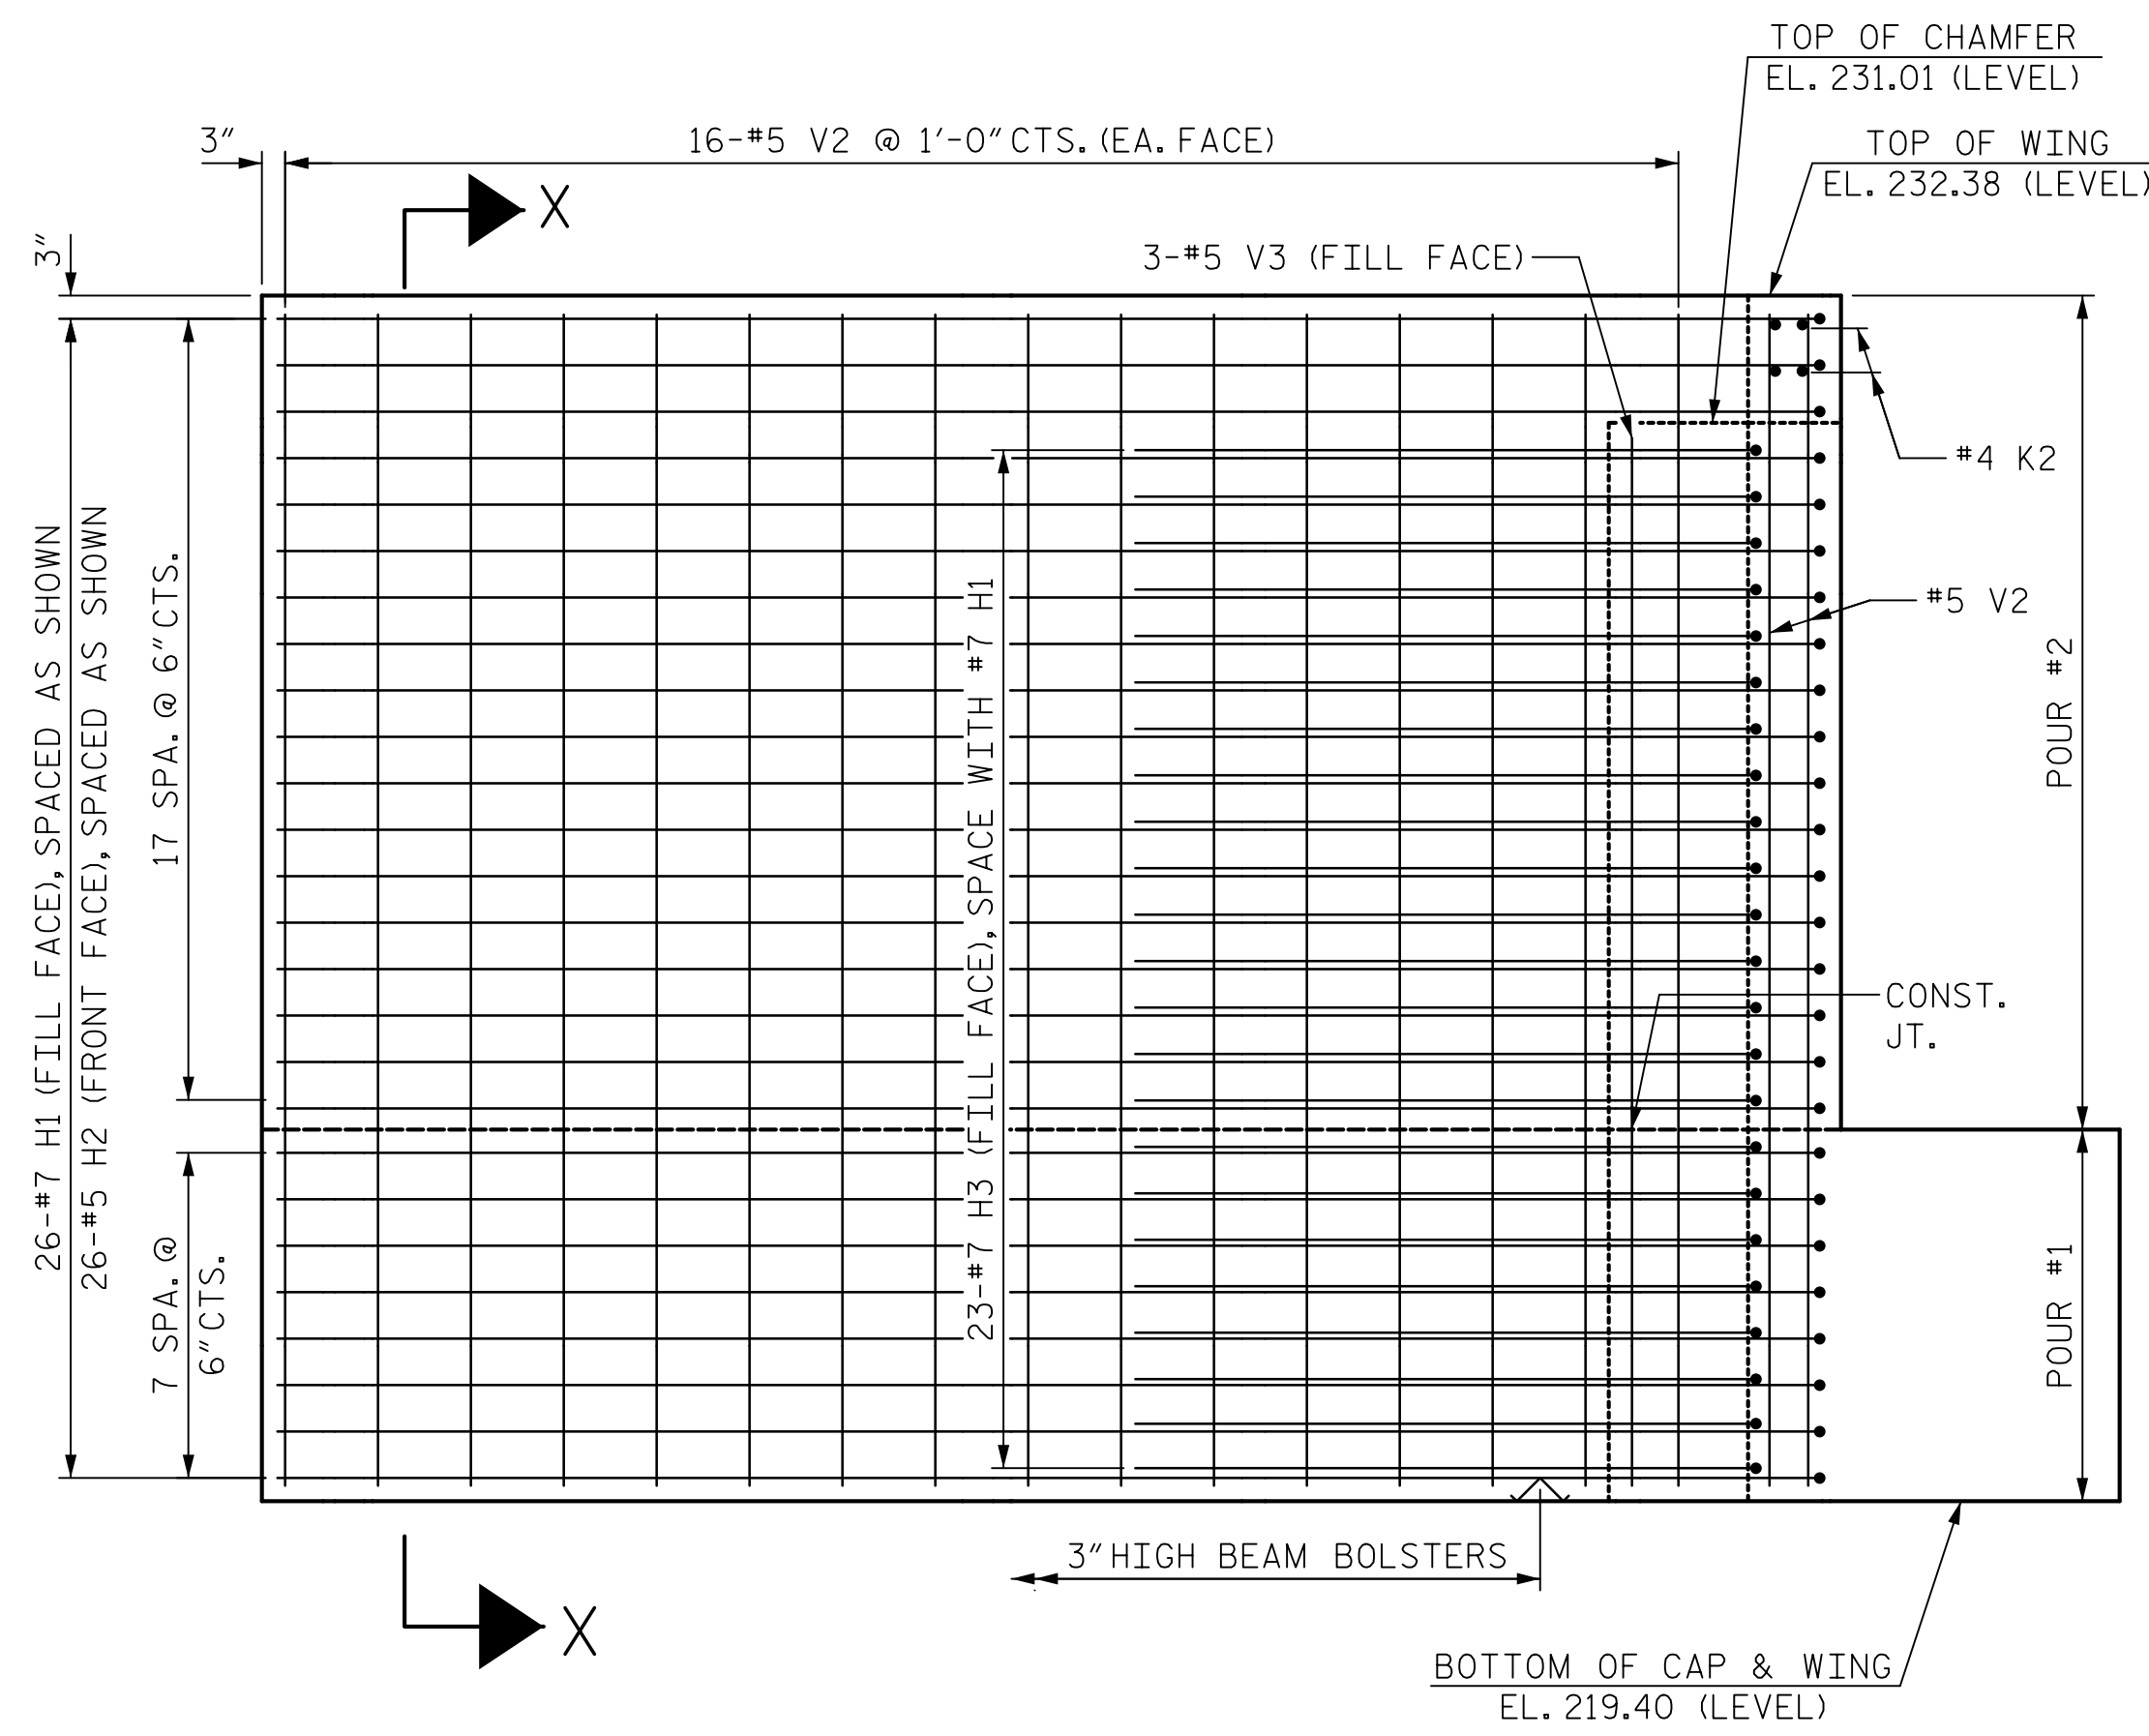 TOP OF CHAMFER
EL. 231.01 (LEVEL)
3" 16-#5 V2 @ 1'-0" CTS. (EA. FACE)
TOP OF WING
EL. 232.38 (LEVEL)
X
3"
3-#5 V3 (FILL FACE)
#4 K2
26-#7 H1 (FILL FACE), SPACED AS SHOWN
26-#5 H2 (FRONT FACE), SPACED AS SHOWN
17 SPA. @ 6" CTS.
23-#7 H3 (FILL FACE), SPACE WITH #7 H1
#5 V2
POUR #2
CONST.
JT.
7 SPA. @
6" CTS.
POUR #1
3" HIGH BEAM BOLSTERS
X
BOTTOM OF CAP & WING
EL. 219.40 (LEVEL)